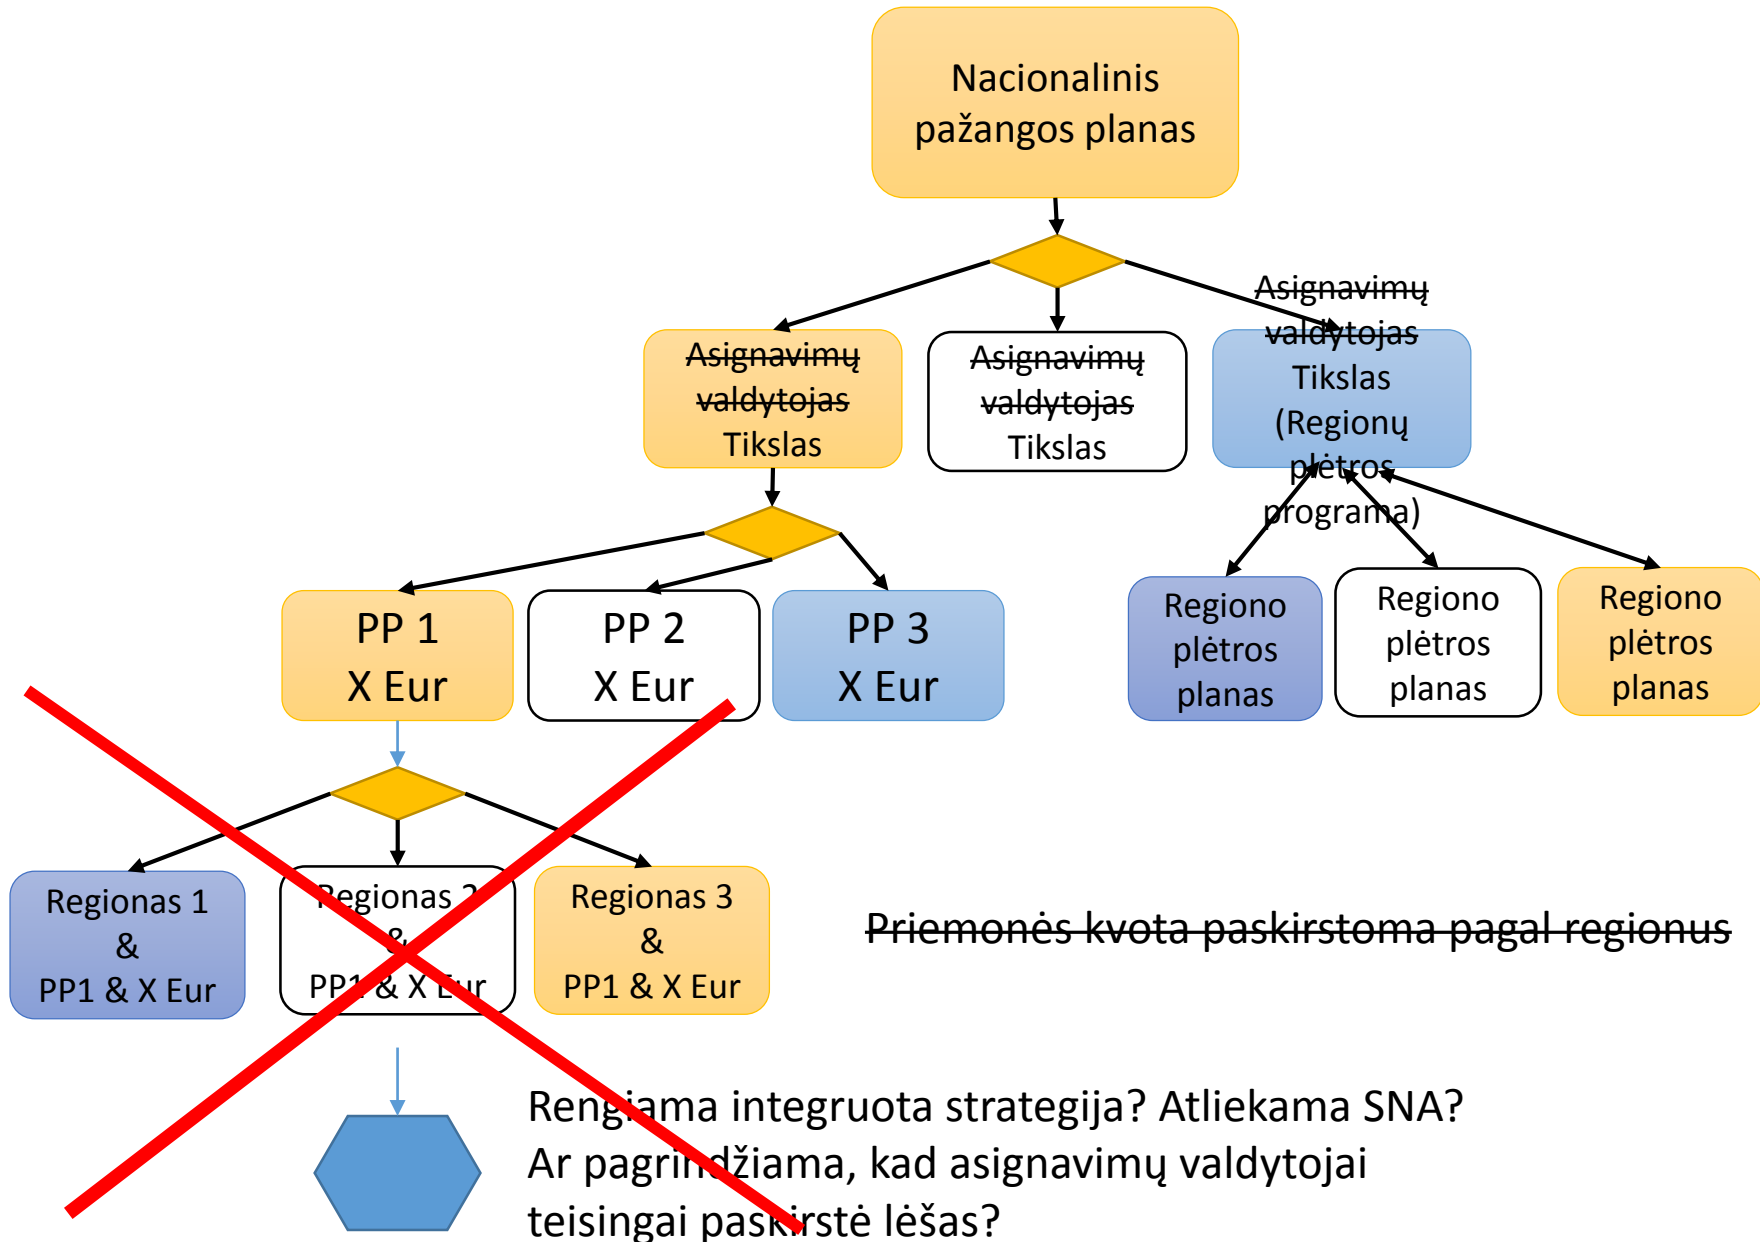 Nacionalinis
pažangos planas
Asignavimų
valdytojas
Tikslas
Asignavimų
valdytojas
Tikslas
Asignavimų
valdytojas
Tikslas
(Regionų
plėtros
programa)
PP 1
X Eur
PP 2
X Eur
PP 3
X Eur
Regiono
plėtros
planas
Regiono
plėtros
planas
Regiono
plėtros
planas
Regionas 1
&
PP1 & X Eur
Regionas 2
&
PP1 & X Eur
Regionas 3
&
PP1 & X Eur
Priemonės kvota paskirstoma pagal regionus
Rengiama integruota strategija? Atliekama SNA?
Ar pagrindžiama, kad asignavimų valdytojai
teisingai paskirstė lėšas?